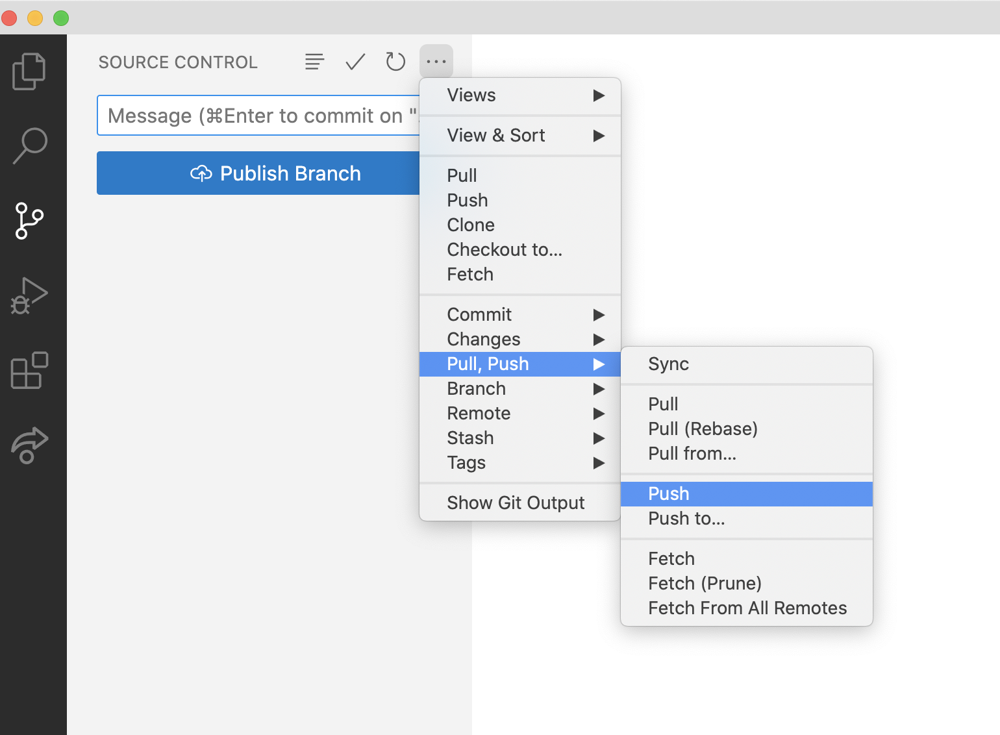 SOURCE CONTROL
Message (⌘Enter to commit on "
Publish Branch
Views
View & Sort
Pull
Push
Clone
Checkout to...
Fetch
Commit
Changes
Pull, Push
Branch
Remote
Stash
Tags
Show Git Output
Sync
Pull
Pull (Rebase)
Pull from...
Push
Push to...
Fetch
Fetch (Prune)
Fetch From All Remotes